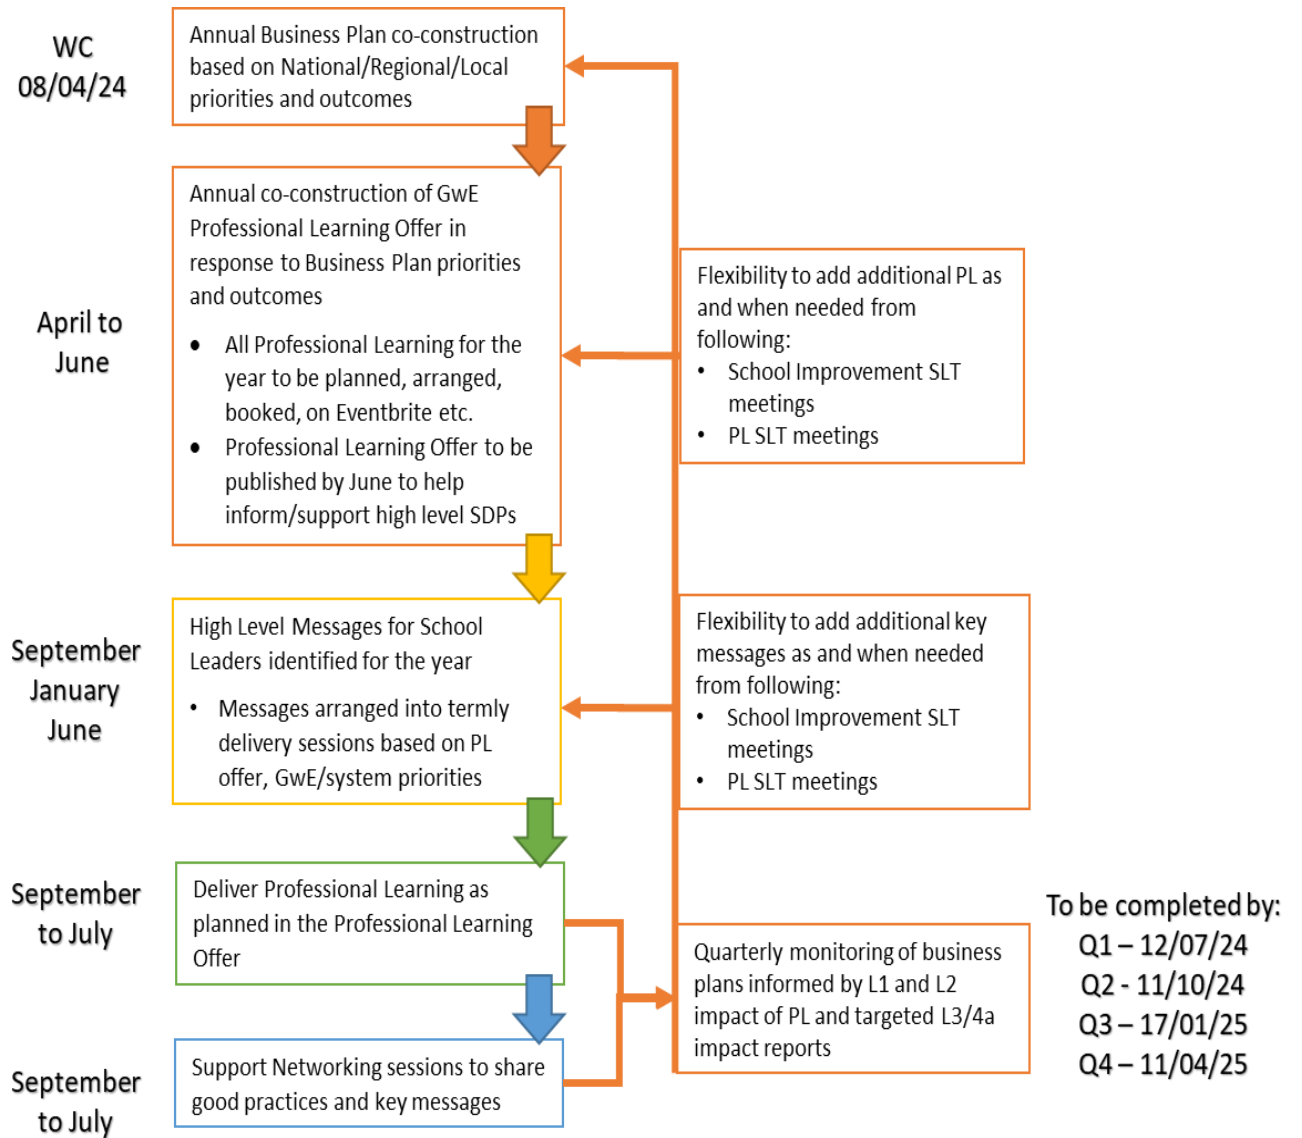 WC
08/04/24
Annual Business Plan co-construction
based on National/Regional/Local
priorities and outcomes
April to
June
Annual co-construction of GwE
Professional Learning Offer in
response to Business Plan priorities
and outcomes
● All Professional Learning for the
year to be planned, arranged,
booked, on Eventbrite etc.
● Professional Learning Offer to be
published by June to help
inform/support high level SDPs
Flexibility to add additional PL as
and when needed from
following:
• School Improvement SLT
meetings
• PL SLT meetings
September
January
June
High Level Messages for School
Leaders identified for the year
• Messages arranged into termly
delivery sessions based on PL
offer, GwE/system priorities
Flexibility to add additional key
messages as and when needed
from following:
• School Improvement SLT
meetings
• PL SLT meetings
September
to July
Deliver Professional Learning as
planned in the Professional Learning
Offer
September
to July
Support Networking sessions to share
good practices and key messages
Quarterly monitoring of business
plans informed by L1 and L2
impact of PL and targeted L3/4a
impact reports
To be completed by:
Q1 – 12/07/24
Q2 - 11/10/24
Q3 – 17/01/25
Q4 – 11/04/25